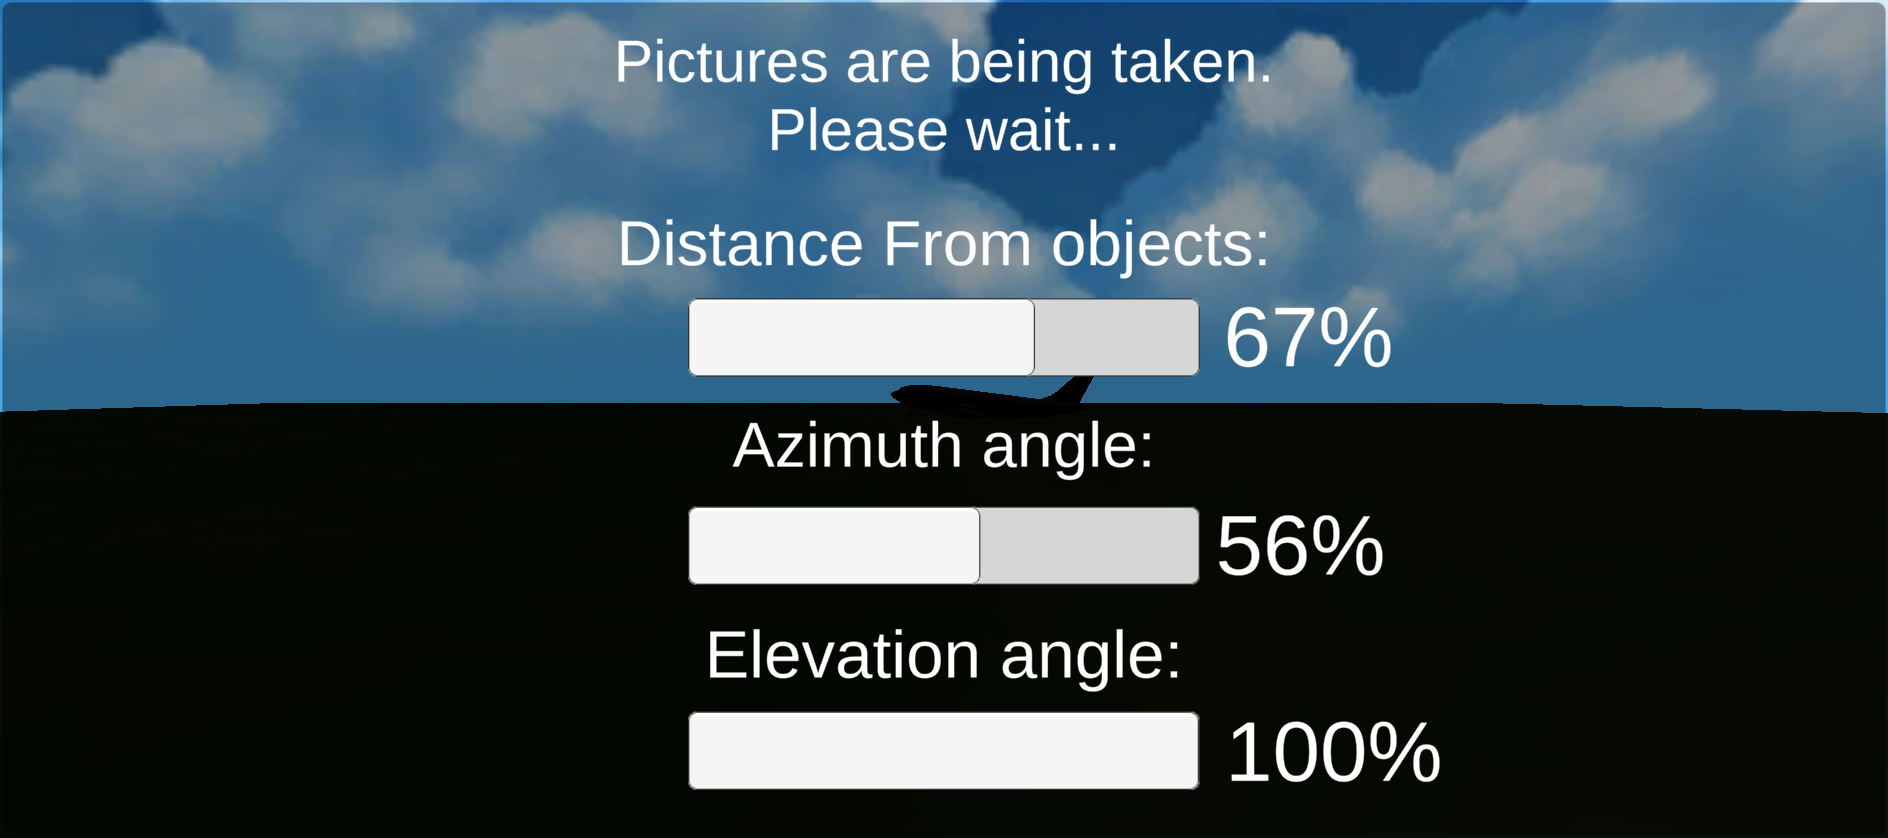 Pictures are being taken.
Please wait...
Distance From objects:
67%
Azimuth angle:
56%
Elevation angle:
100%